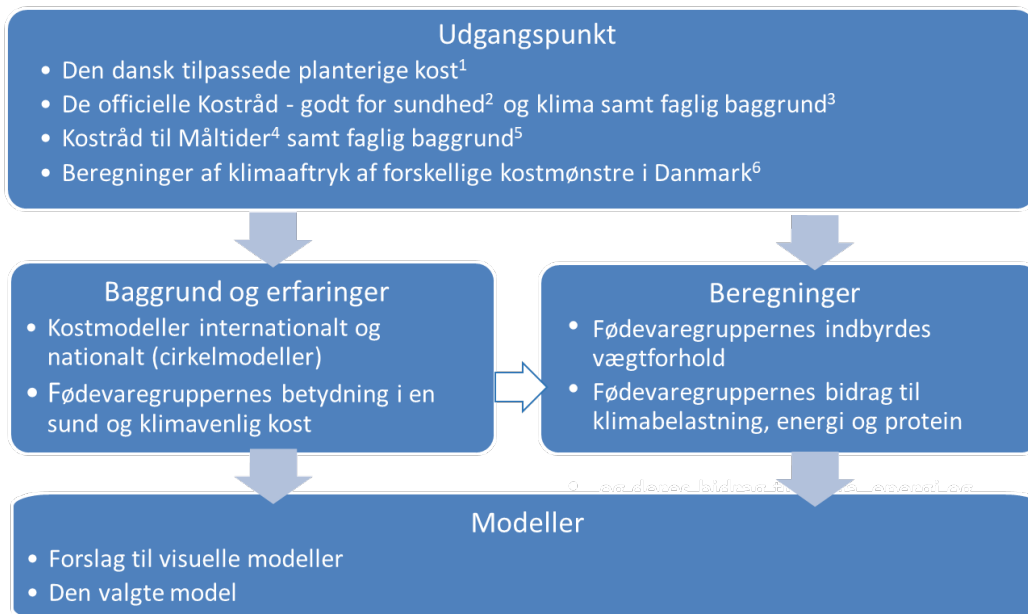 Udgangspunkt
• Den dansk tilpassede planterige kost¹
• De officielle Kostråd - godt for sundhed² og klima samt faglig baggrund³
• Kostråd til Måltider⁴ samt faglig baggrund⁵
• Beregninger af klimaaftryk af forskellige kostmønstre i Danmark⁶
Baggrund og erfaringer
• Kostmodeller internationalt og
nationalt (cirkelmodeller)
• Fødevaregruppernes betydning i en
sund og klimavenlig kost
Beregninger
• Fødevaregruppernes indbyrdes
vægtforhold
• Fødevaregruppernes bidrag til
klimabelastning, energi og protein
Modeller
• Forslag til visuelle modeller
• Den valgte model